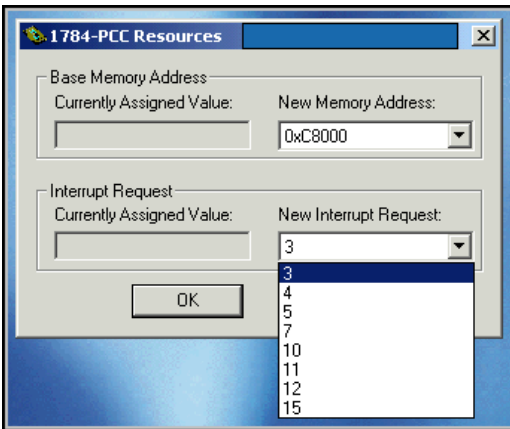 1784-PCC Resources
Base Memory Address
Currently Assigned Value: New Memory Address:
0xC8000
Interrupt Request
Currently Assigned Value: New Interrupt Request:
3
3
4
5
7
10
11
12
15
OK